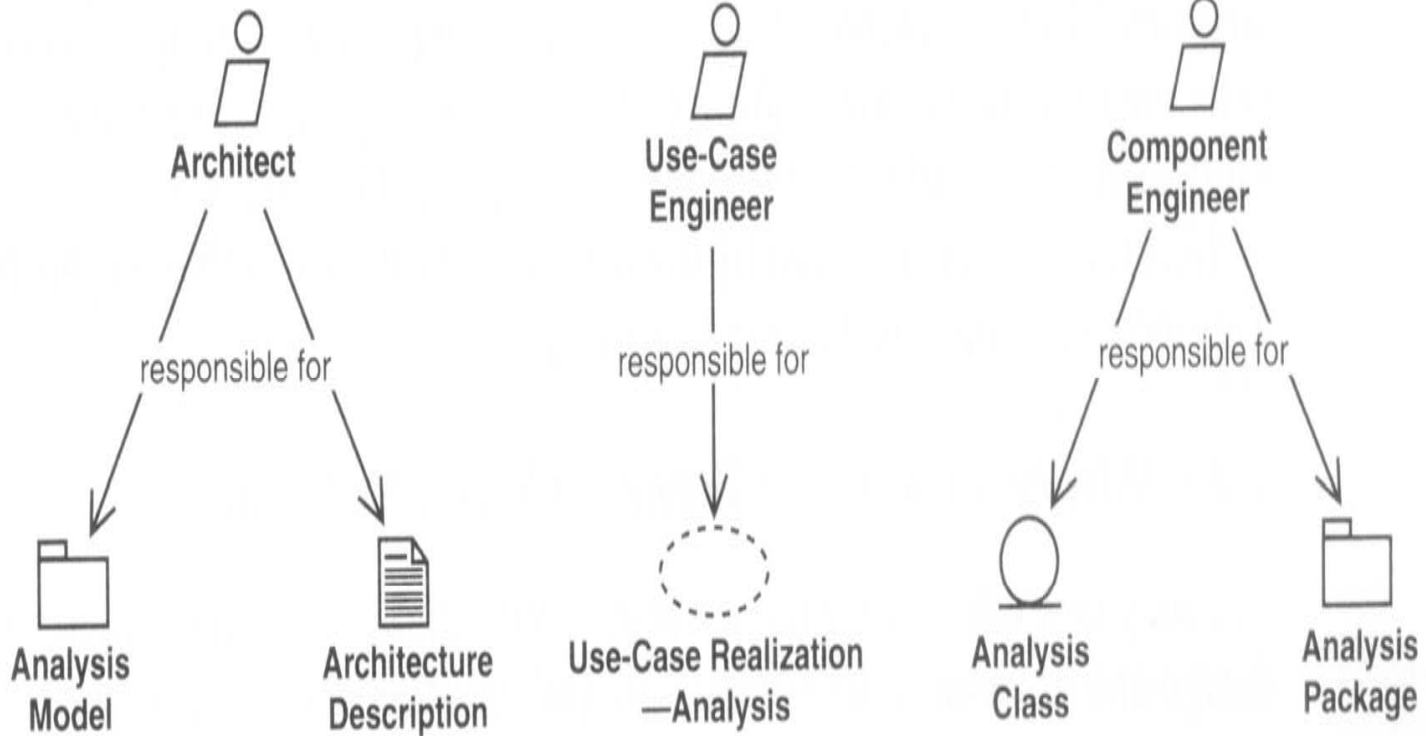 Architect
Use-Case
Engineer
Component
Engineer
responsible for
responsible for
responsible for
Analysis
Model
Architecture
Description
Use-Case Realization
—Analysis
Analysis
Class
Analysis
Package